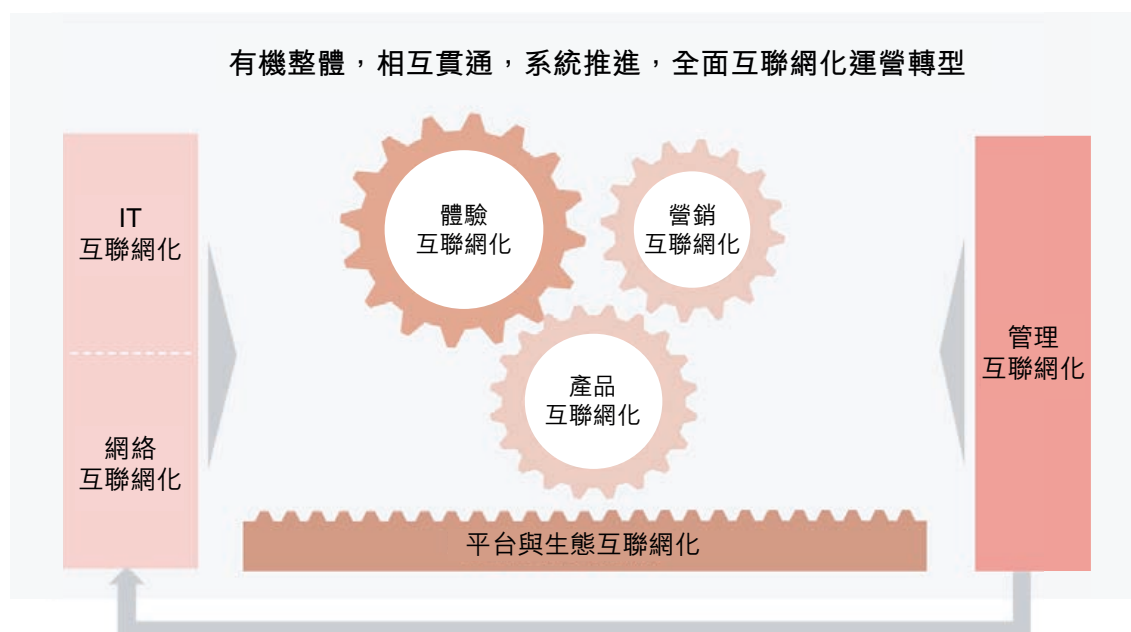 有機整體，相互貫通，系統推進，全面互聯網化運營轉型
IT
互聯網化
網絡
互聯網化
體驗
互聯網化
營銷
互聯網化
產品
互聯網化
平台與生態互聯網化
管理
互聯網化